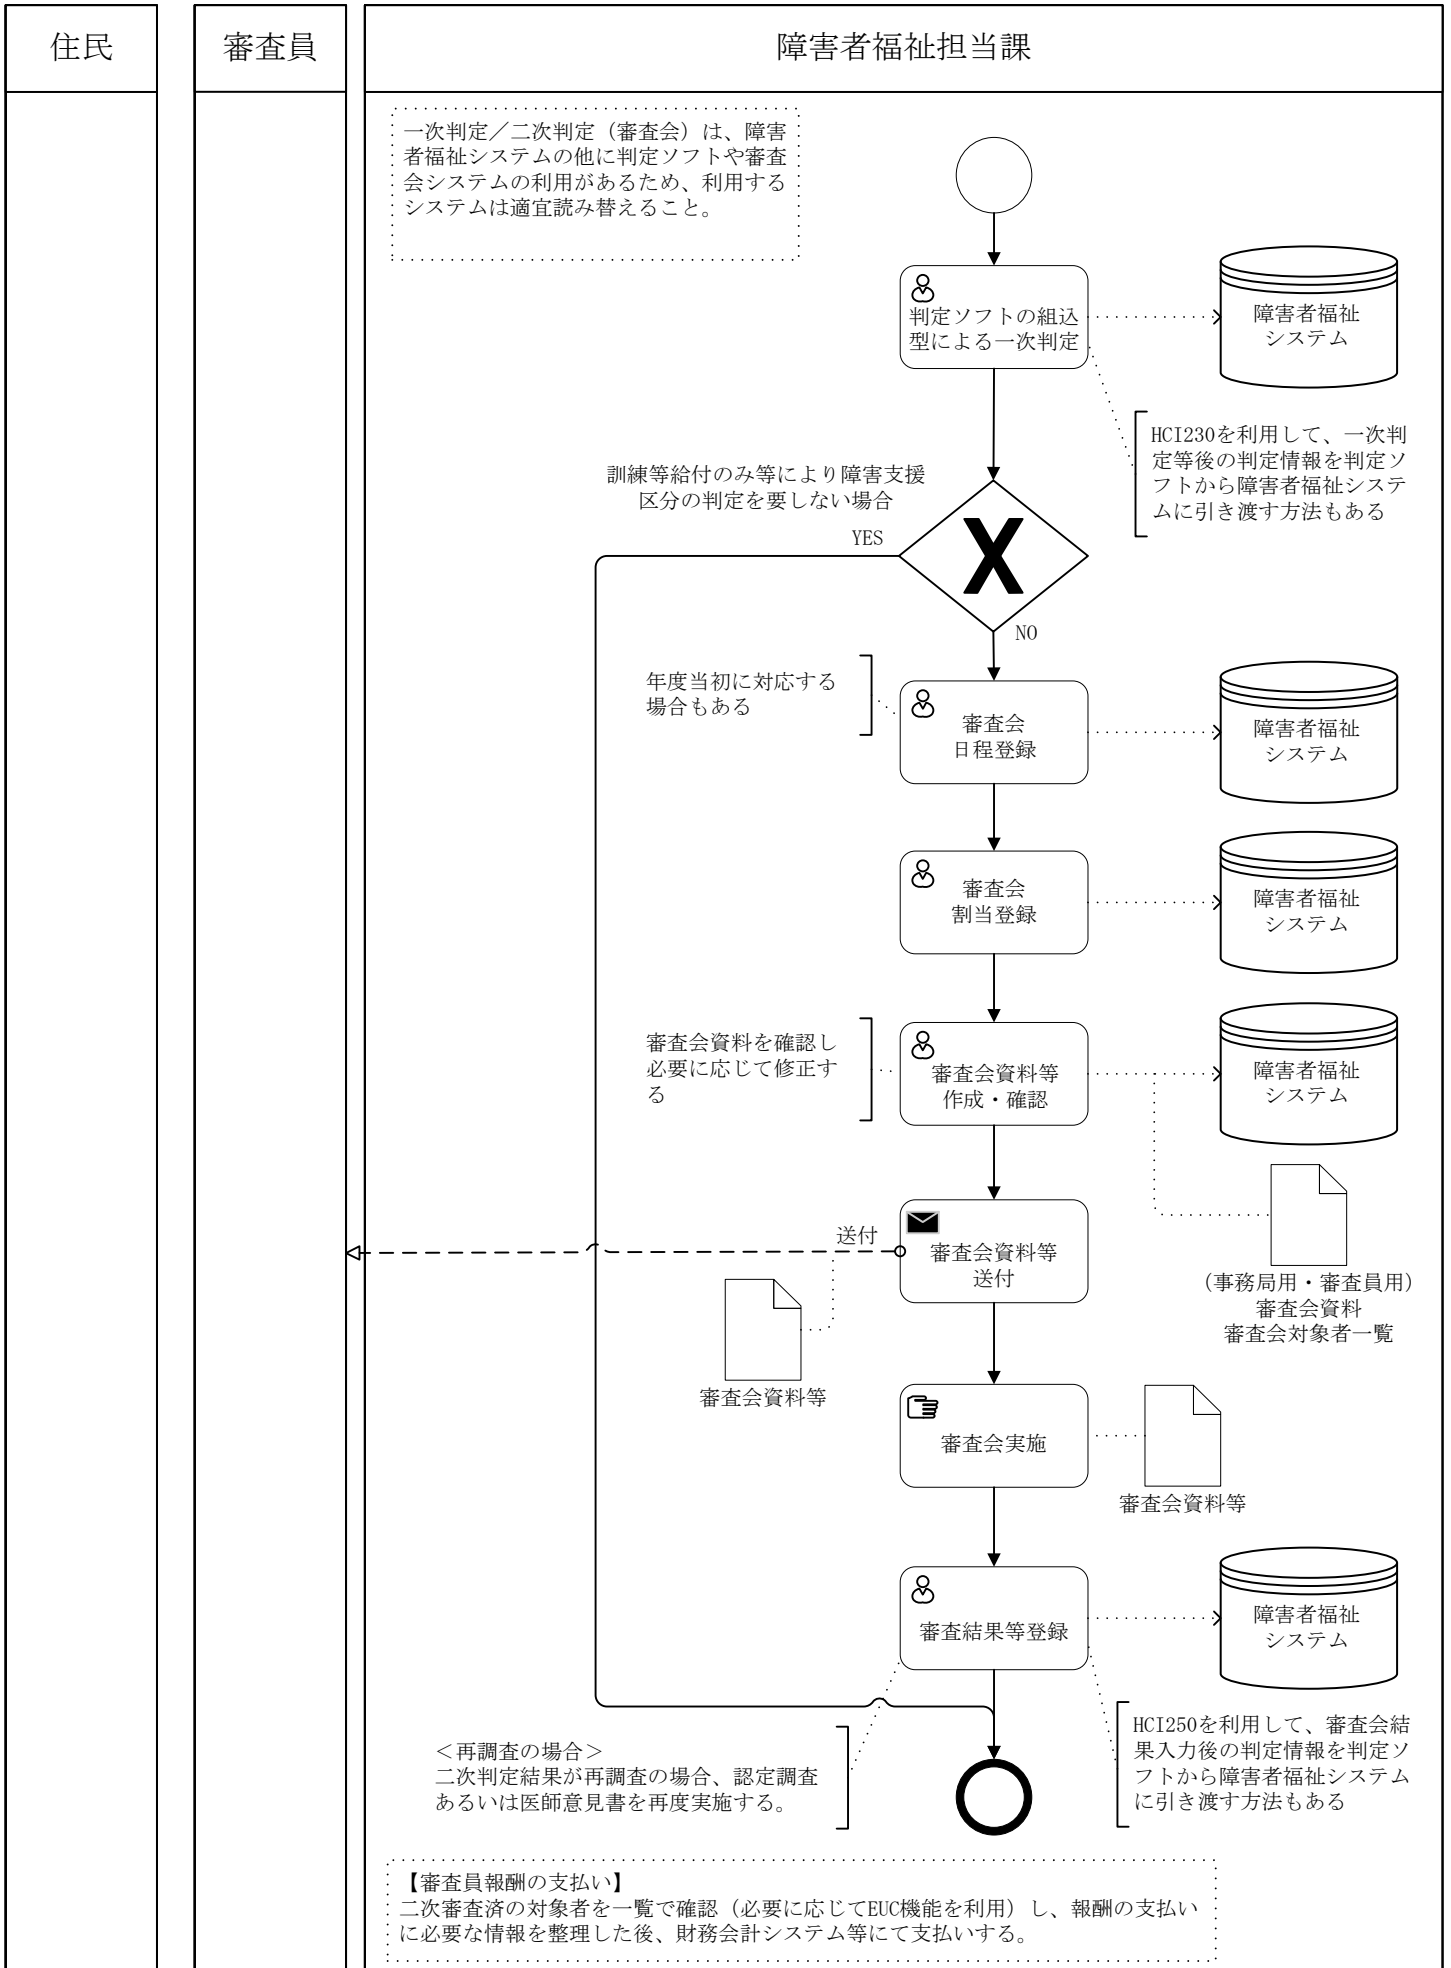 住民
審査員
障害者福祉担当課
一次判定／二次判定（審査会）は、障害
者福祉システムの他に判定ソフトや審査
会システムの利用があるため、利用する
システムは適宜読み替えること。
判定ソフトの組込
型による一次判定
障害者福祉
システム
HCI230を利用して、一次判
定等後の判定情報を判定ソ
フトから障害者福祉システ
ムに引き渡す方法もある
訓練等給付のみ等により障害支援
区分の判定を要しない場合
YES
X
NO
年度当初に対応する
場合もある
審査会
日程登録
障害者福祉
システム
審査会
割当登録
障害者福祉
システム
審査会資料を確認し
必要に応じて修正す
る
審査会資料等
作成・確認
障害者福祉
システム
（事務局用・審査員用）
審査会資料
審査会対象者一覧
送付
審査会資料等
送付
審査会資料等
審査会実施
審査会資料等
審査結果等登録
障害者福祉
システム
＜再調査の場合＞
二次判定結果が再調査の場合、認定調査
あるいは医師意見書を再度実施する。
HCI250を利用して、審査会結
果入力後の判定情報を判定ソ
フトから障害者福祉システム
に引き渡す方法もある
【審査員報酬の支払い】
二次審査済の対象者を一覧で確認（必要に応じてEUC機能を利用）し、報酬の支払い
に必要な情報を整理した後、財務会計システム等にて支払いする。